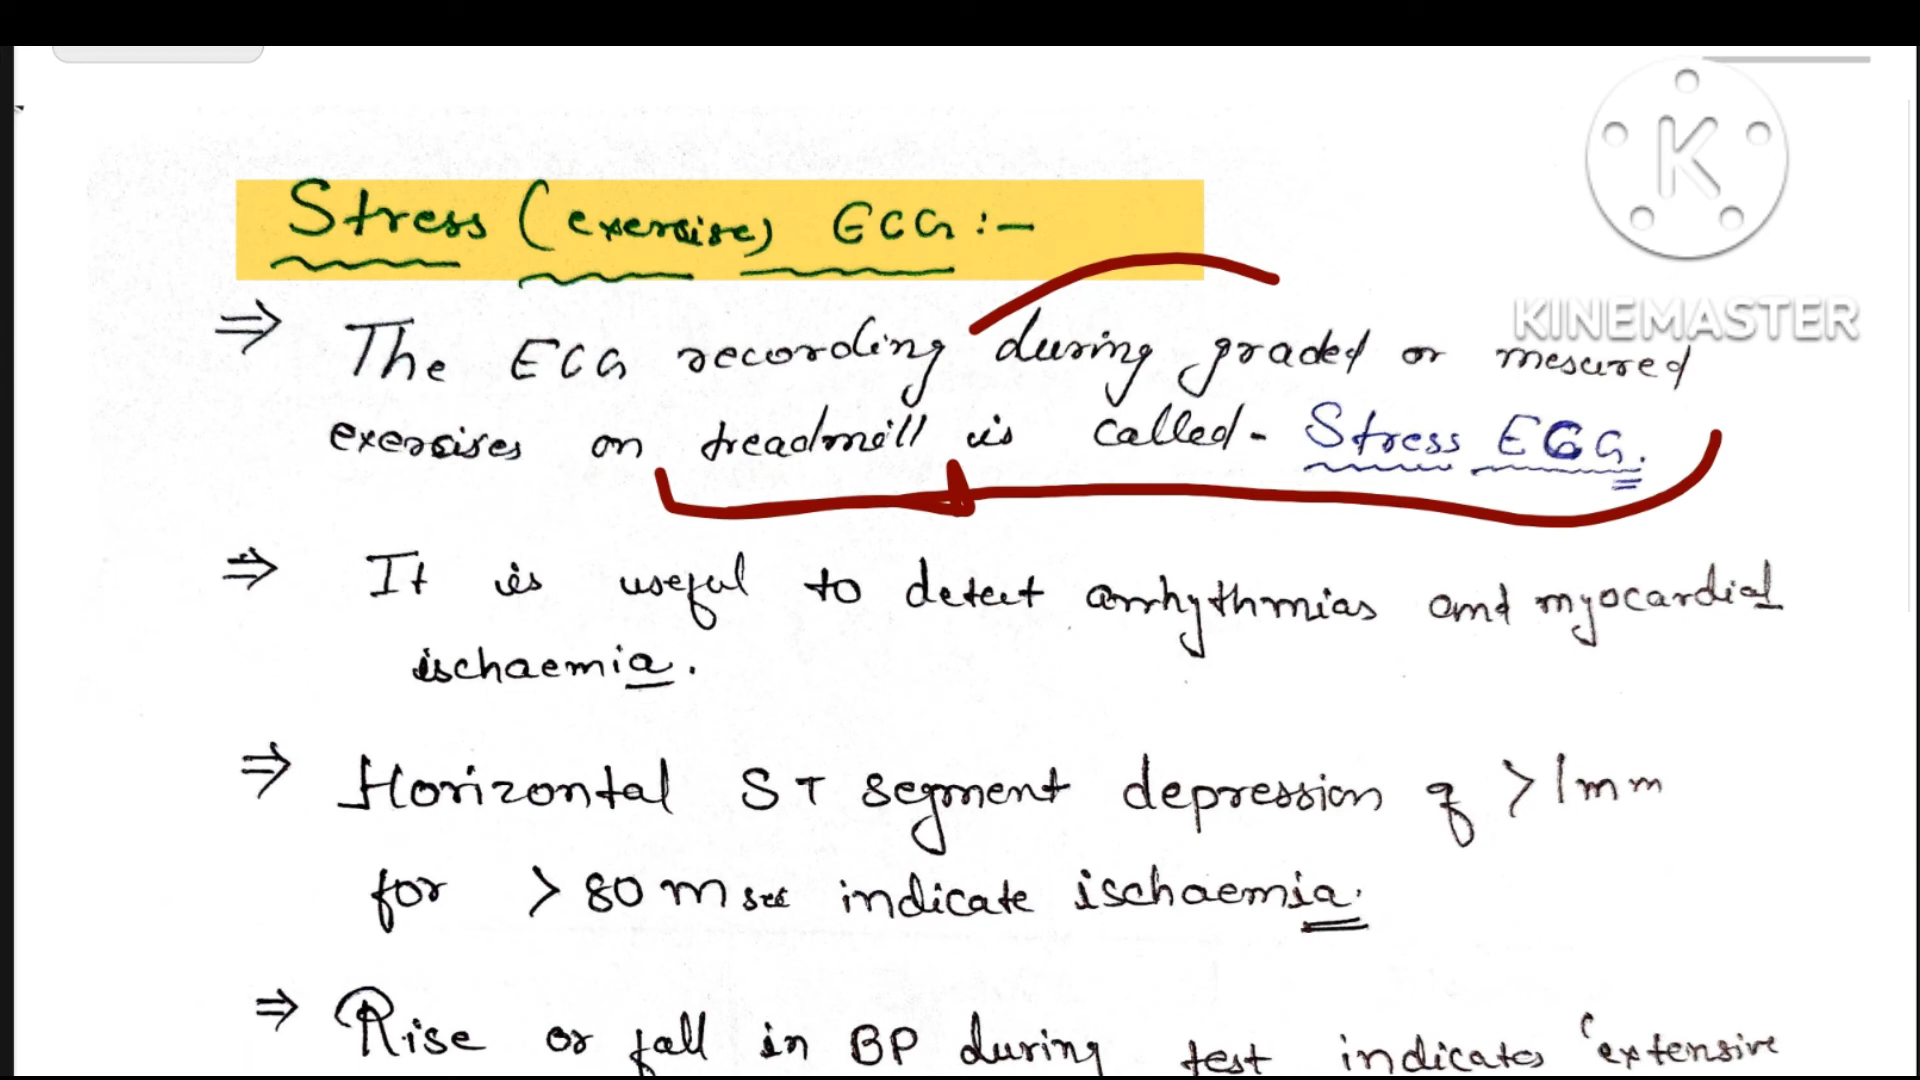 Stress (exercise) ECG :-
⇒ The ECG recording during graded or mesured
exercises on treadmill is called - Stress ECG.
⇒ It is useful to detect arrhythmias and myocardial
ischaemia.
⇒ Horizontal ST segment depression of > 1mm
for > 80 msec indicate ischaemia.
⇒ Rise or fall in BP during test indicates 'extensive
K
KINEMASTER